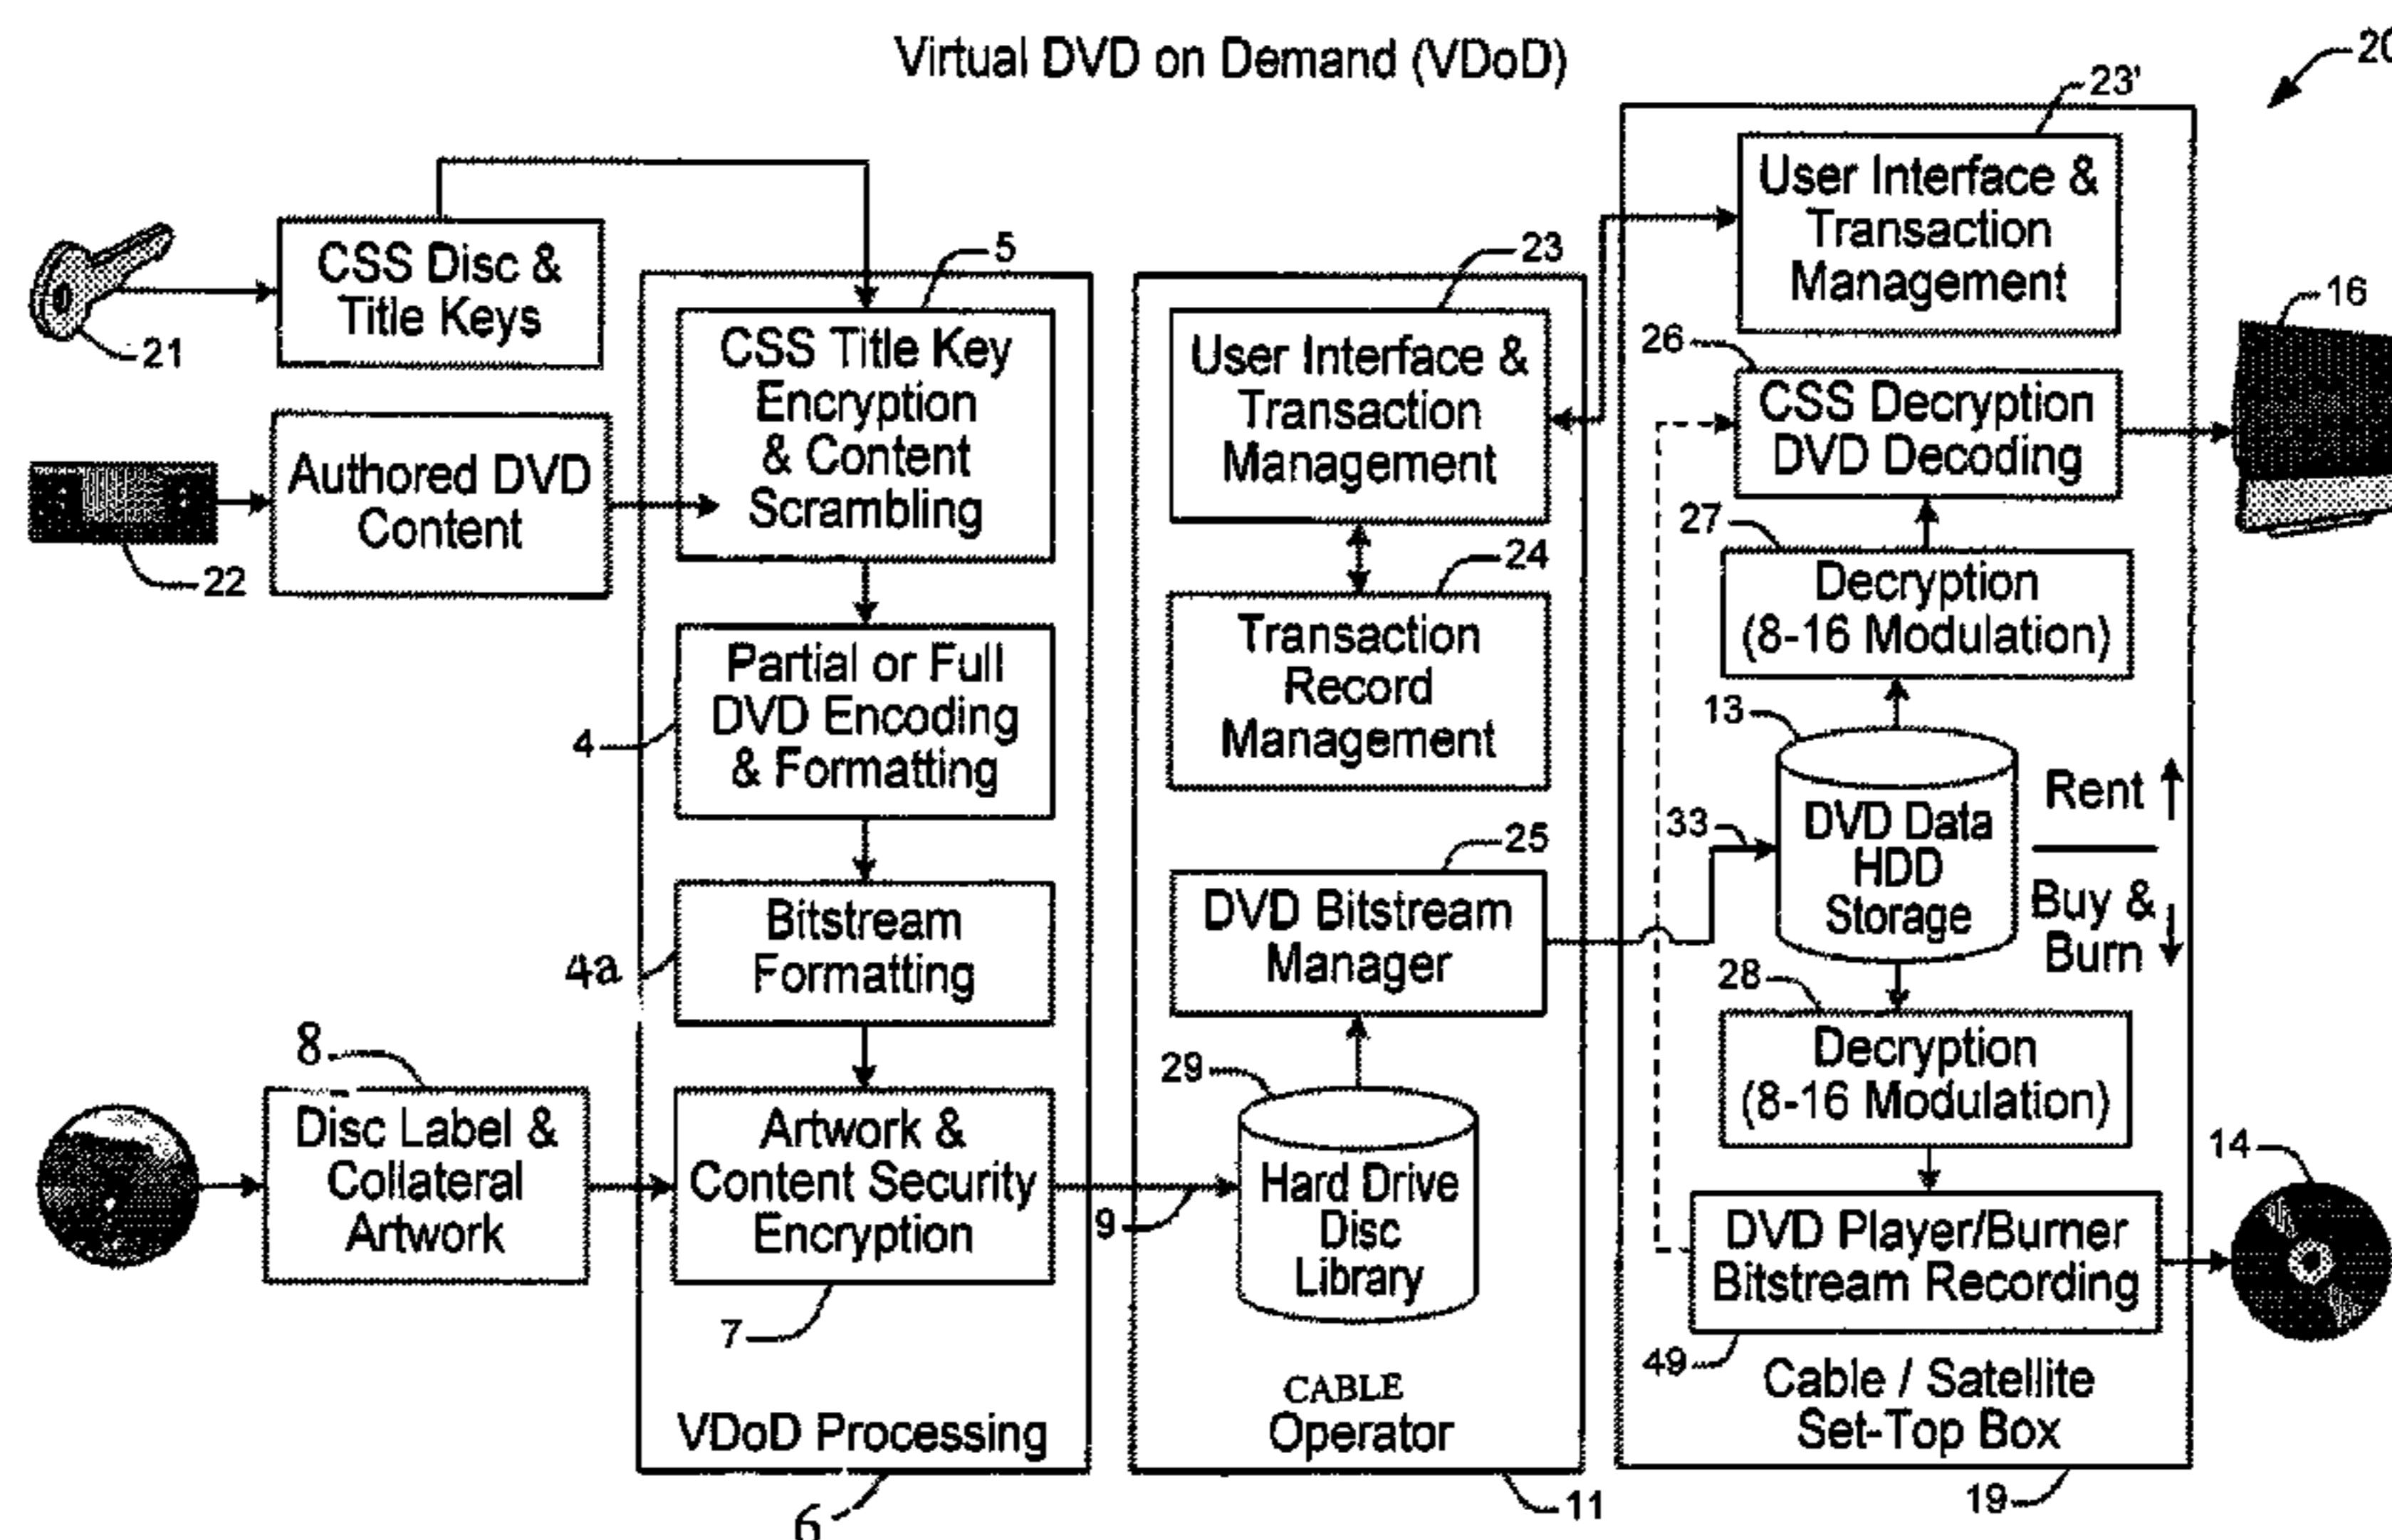 Virtual DVD on Demand (VDoD)
20
21
CSS Disc &
Title Keys
22
Authored DVD
Content
8
Disc Label &
Collateral
Artwork
5
CSS Title Key
Encryption
& Content
Scrambling
4
Partial or Full
DVD Encoding
& Formatting
4a
Bitstream
Formatting
Artwork &
Content Security
Encryption
7
VDoD Processing
6
23
User Interface &
Transaction
Management
24
Transaction
Record
Management
25
DVD Bitstream
Manager
29
Hard Drive
Disc
Library
9
CABLE
Operator
11
23'
User Interface &
Transaction
Management
26
CSS Decryption
DVD Decoding
16
27
Decryption
(8-16 Modulation)
13
DVD Data
HDD
Storage
33
Rent
Buy &
Burn
28
Decryption
(8-16 Modulation)
14
DVD Player/Burner
Bitstream Recording
49
Cable / Satellite
Set-Top Box
19